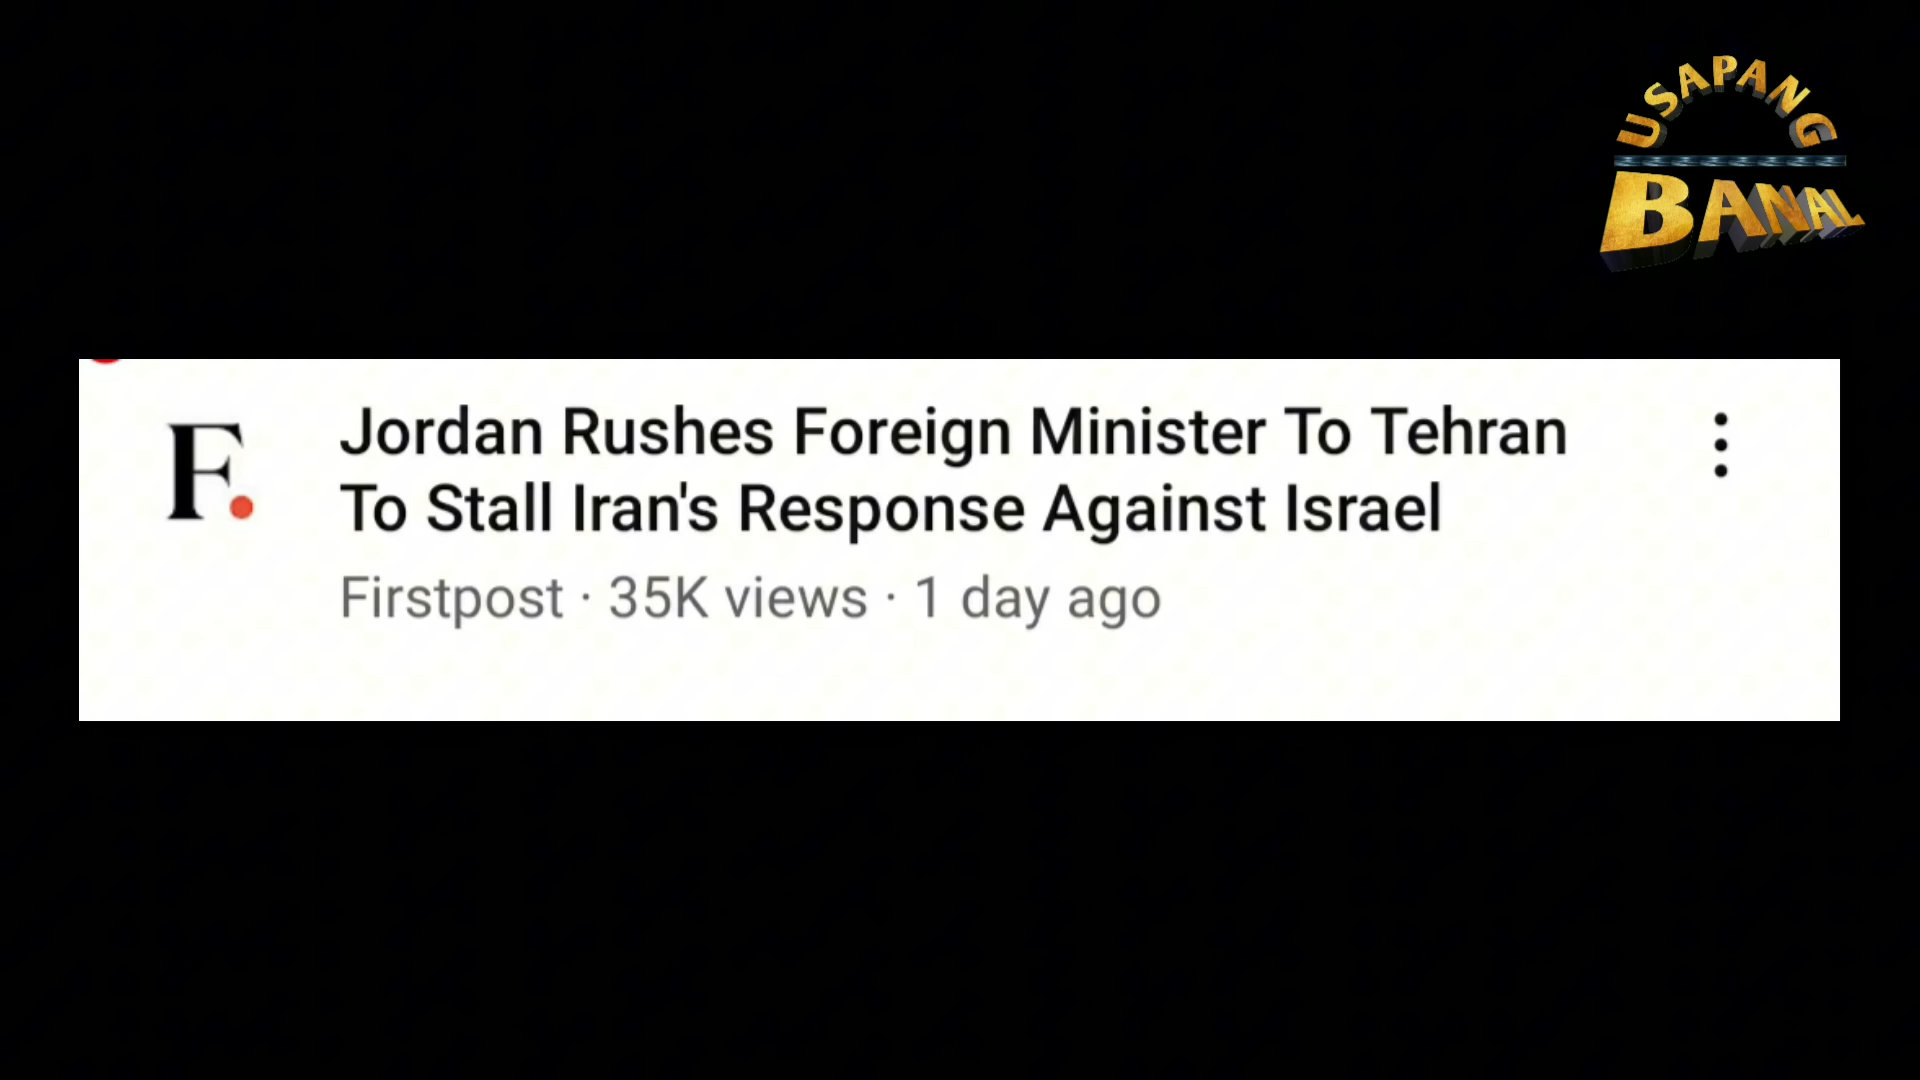 USAPANG
BANAL
Jordan Rushes Foreign Minister To Tehran
To Stall Iran's Response Against Israel
Firstpost · 35K views · 1 day ago
F.